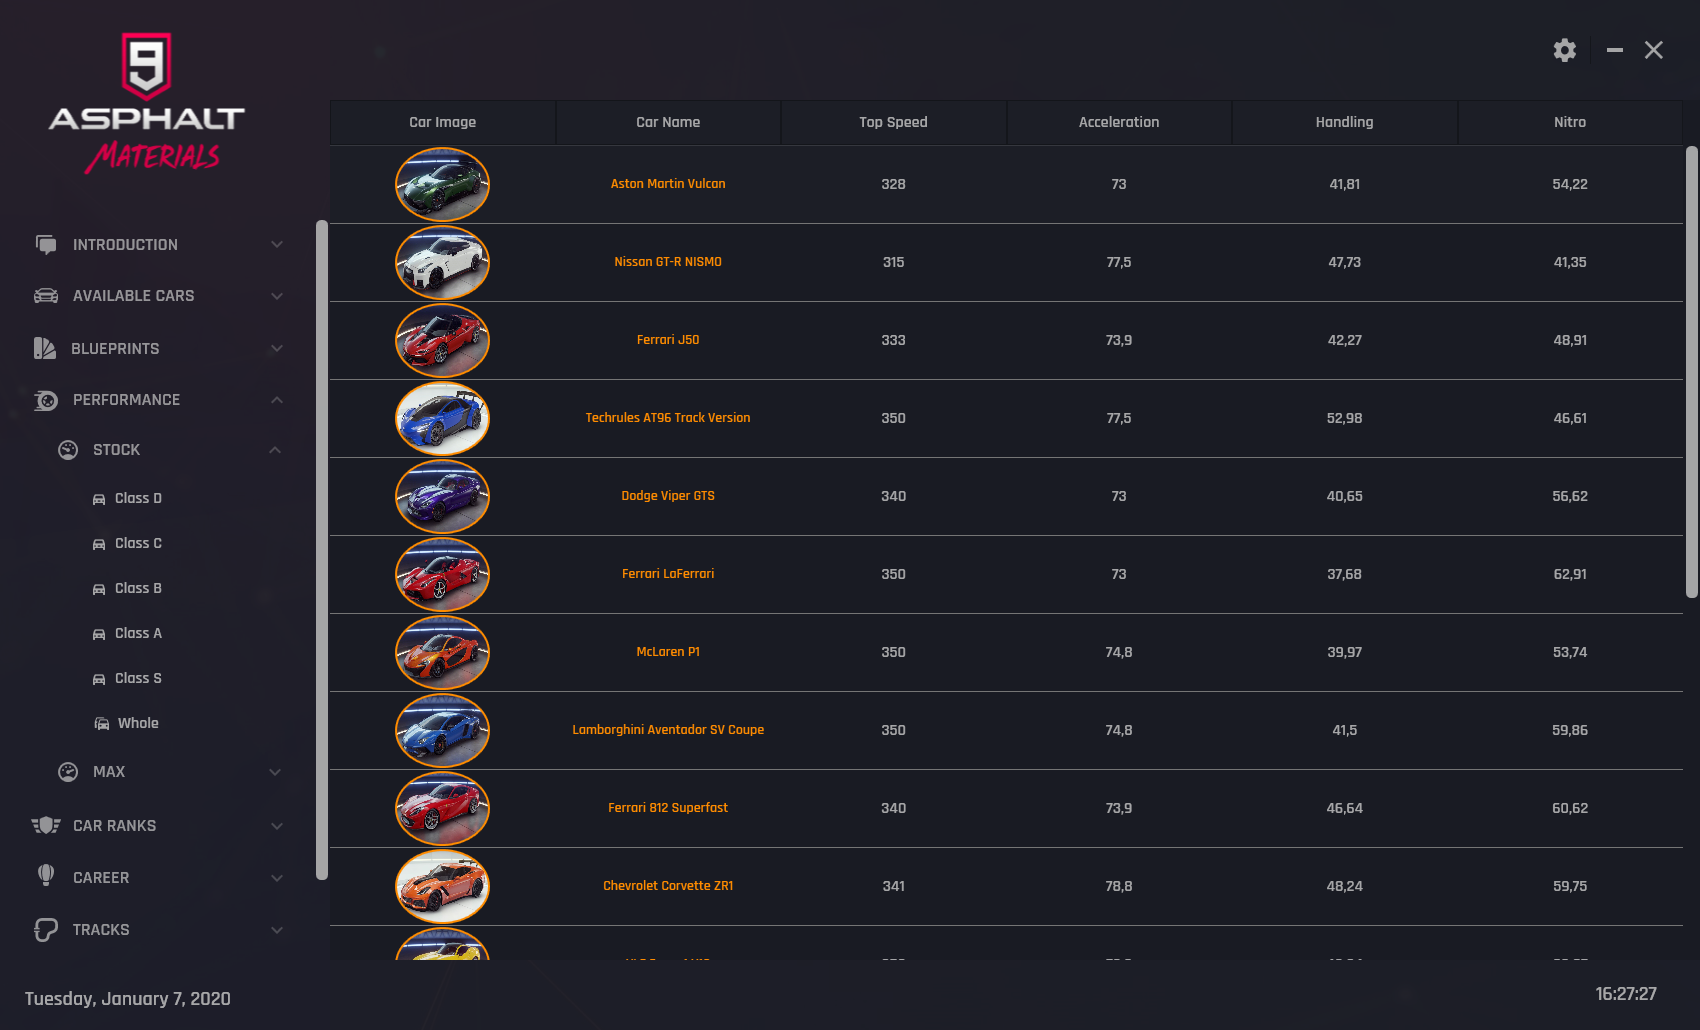 9
ASPHALT
MATERIALS
INTRODUCTION
AVAILABLE CARS
BLUEPRINTS
PERFORMANCE
STOCK
Class D
Class C
Class B
Class A
Class S
Whole
MAX
CAR RANKS
CAREER
TRACKS
Car Image Car Name Top Speed Acceleration Handling Nitro
Aston Martin Vulcan 328 73 41,81 54,22
Nissan GT-R NISMO 315 77,5 47,73 41,35
Ferrari J50 333 73,9 42,27 48,91
Techrules AT96 Track Version 350 77,5 52,98 46,61
Dodge Viper GTS 340 73 40,65 56,62
Ferrari LaFerrari 350 73 37,68 62,91
McLaren P1 350 74,8 39,97 53,74
Lamborghini Aventador SV Coupe 350 74,8 41,5 59,86
Ferrari 812 Superfast 340 73,9 46,64 60,62
Chevrolet Corvette ZR1 341 78,8 48,24 59,75
Tuesday, January 7, 2020
16:27:27